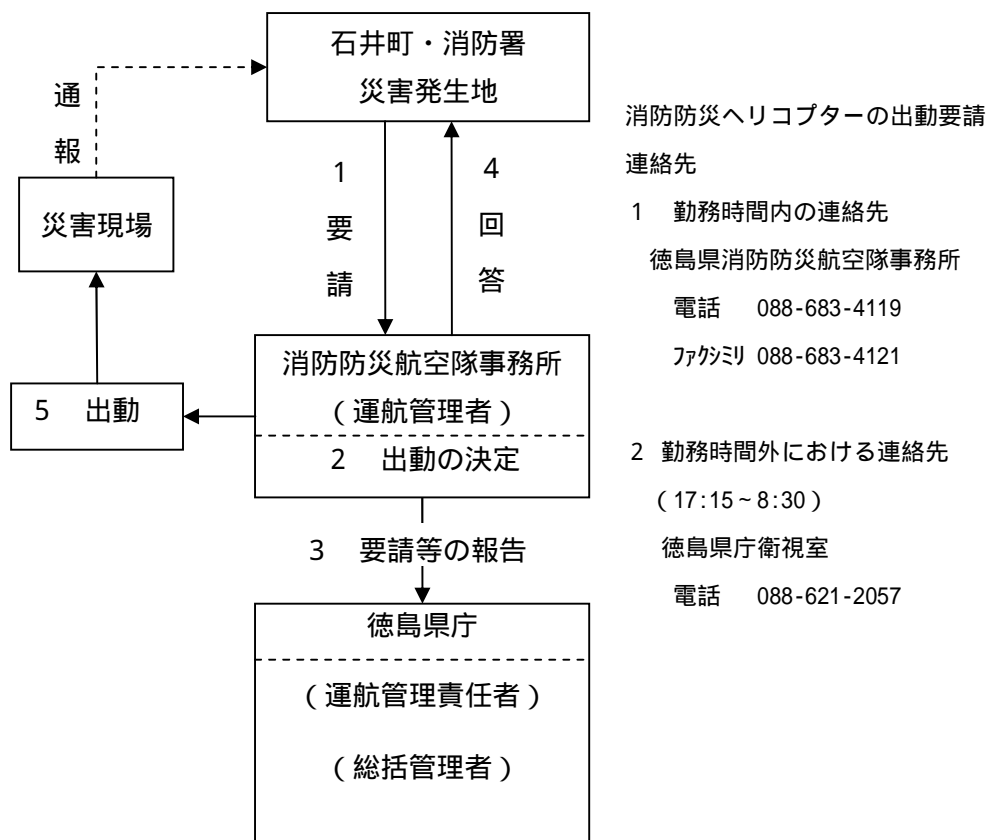 石井町・消防署
災害発生地
通報
災害現場
1 要請
4 回答
消防防災航空隊事務所
(運航管理者)
2 出動の決定
5 出動
3 要請等の報告
徳島県庁
(運航管理責任者)
(総括管理者)
消防防災ヘリコプターの出動要請
連絡先
1 勤務時間内の連絡先
徳島県消防防災航空隊事務所
電話 088-683-4119
ファクシミリ 088-683-4121
2 勤務時間外における連絡先
(17:15~8:30)
徳島県庁衛視室
電話 088-621-2057